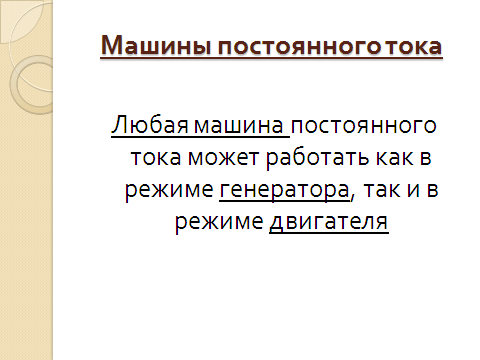 Машины постоянного тока
Любая машина постоянного
тока может работать как в
режиме генератора, так и в
режиме двигателя